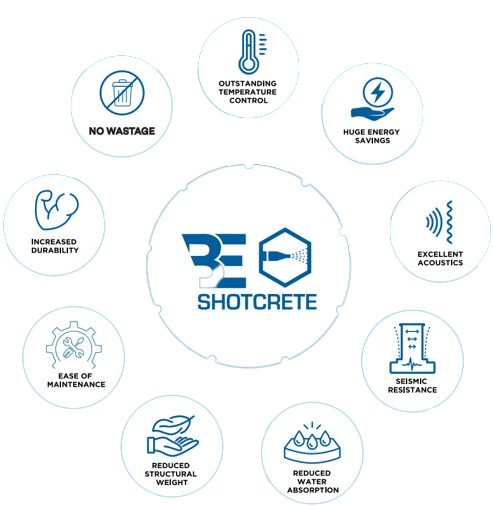 OUTSTANDING
TEMPERATURE
CONTROL
NO WASTAGE
HUGE ENERGY
SAVINGS
INCREASED
DURABILITY
EXCELLENT
ACOUSTICS
BE
SHOTCRETE
EASE OF
MAINTENANCE
SEISMIC
RESISTANCE
REDUCED
STRUCTURAL
WEIGHT
REDUCED
WATER
ABSORPTION